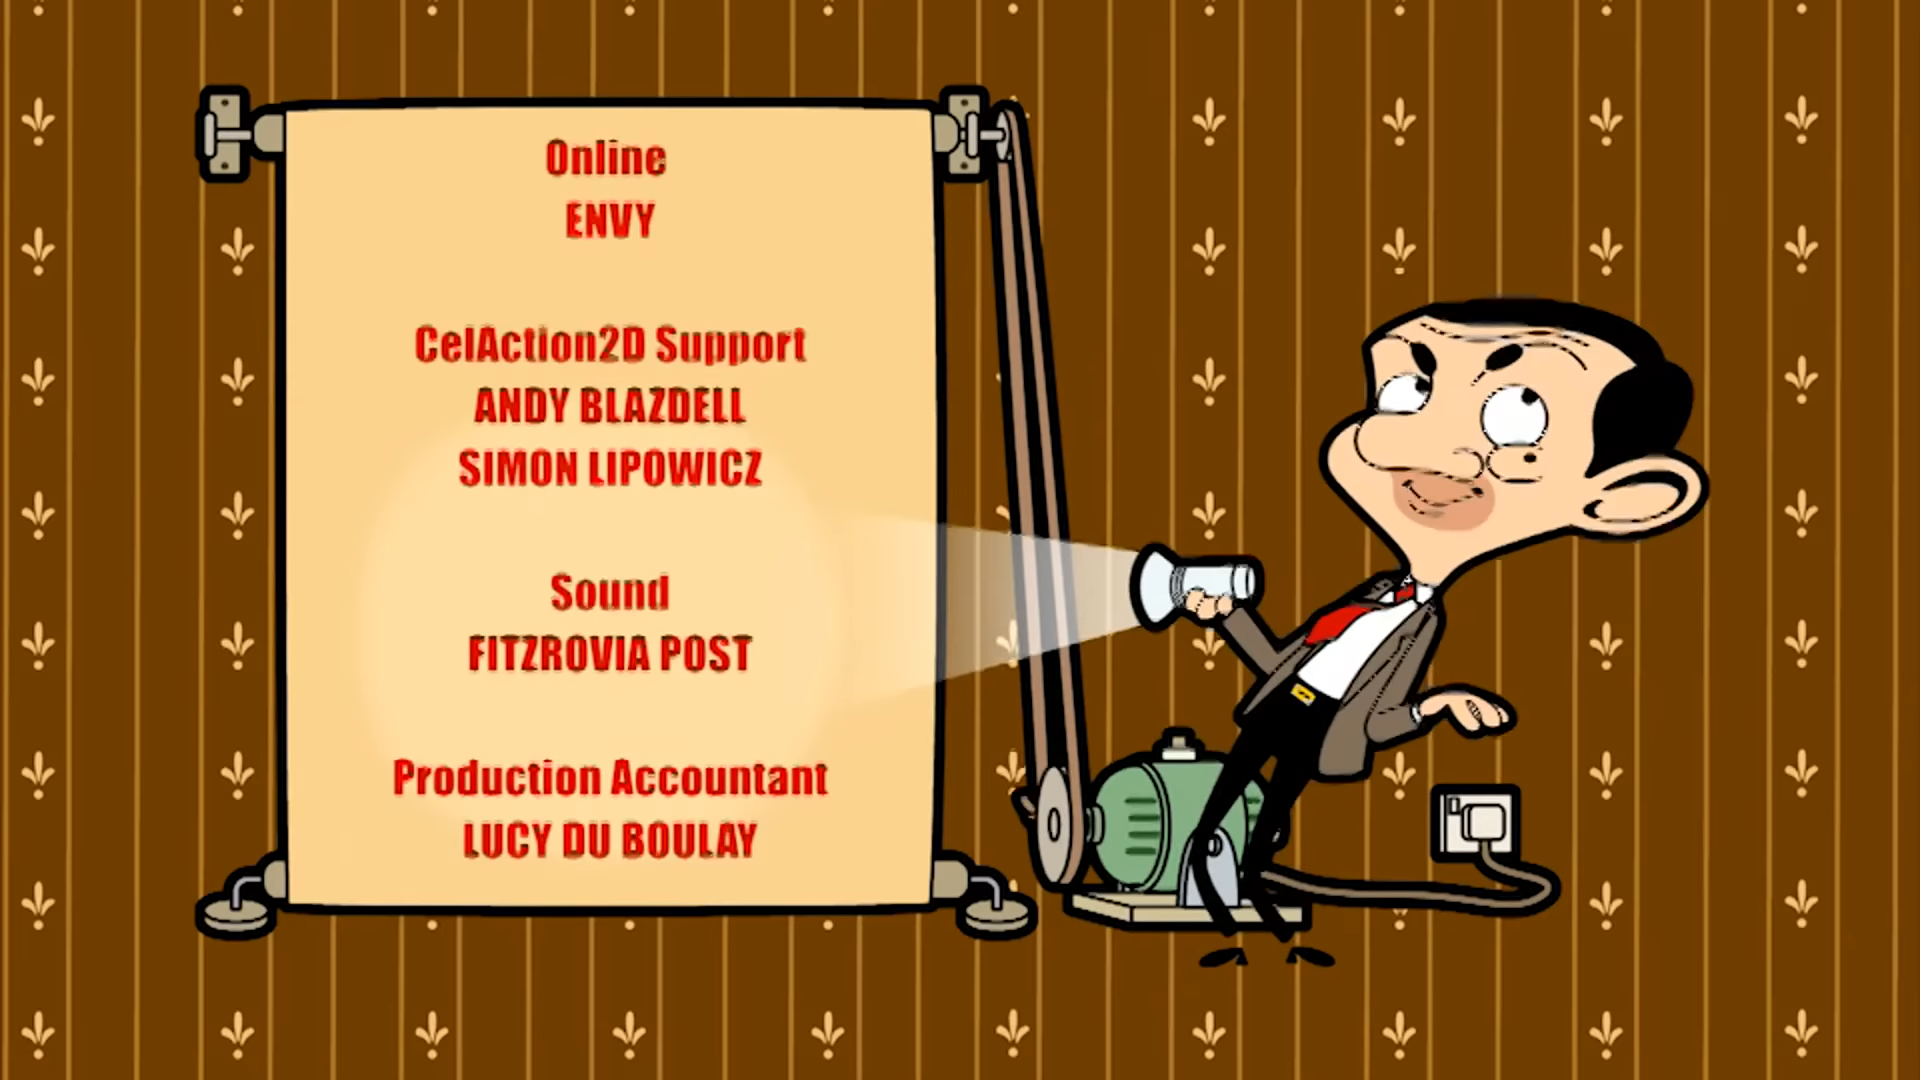 Online
ENVY
CelAction2D Support
ANDY BLAZDELL
SIMON LIPOWICZ
Sound
FITZROVIA POST
Production Accountant
LUCY DU BOULAY